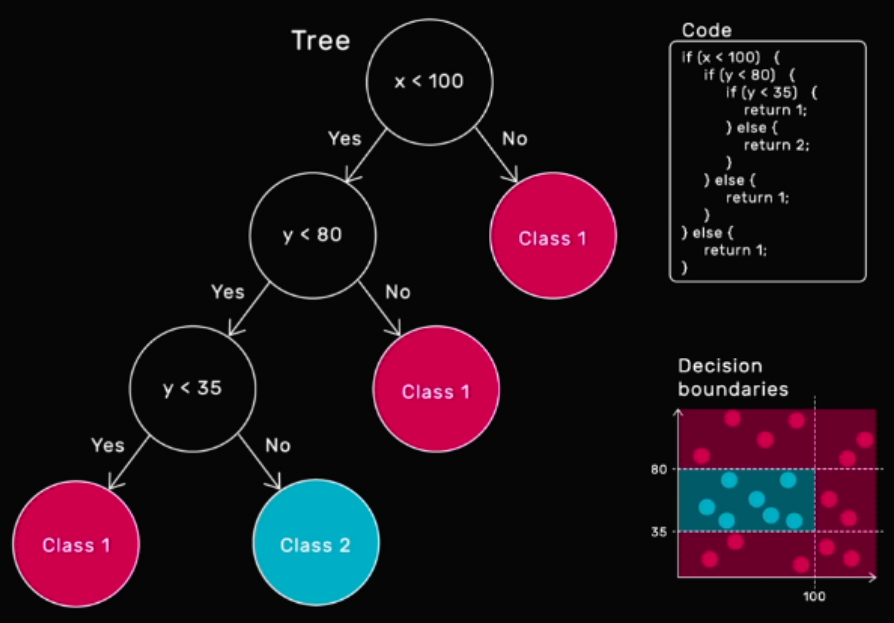 Tree
x < 100
Yes
No
y < 80
Class 1
Yes
No
y < 35
Class 1
Yes
No
Class 1
Class 2
Code
if (x < 100) {
if (y < 80) {
if (y < 35) {
return 1;
} else {
return 2;
}
} else {
return 1;
}
} else {
return 1;
}
Decision
boundaries
80
35
100